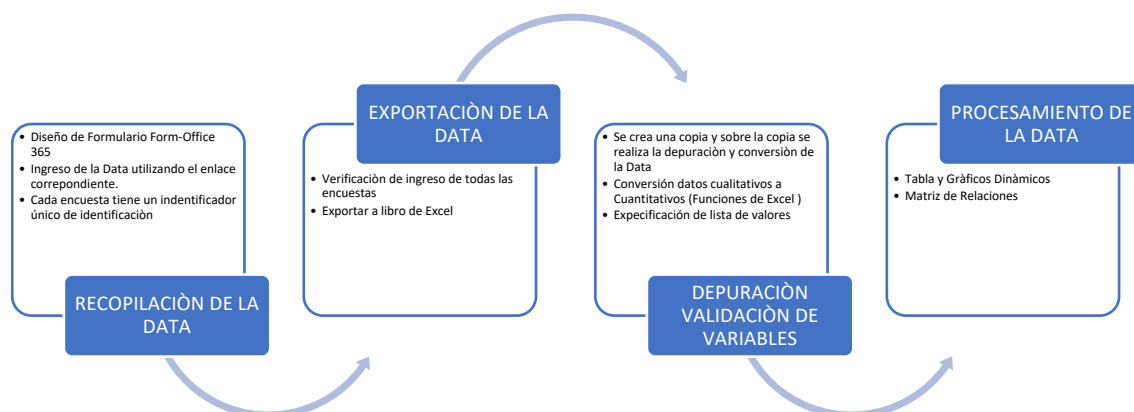 • Diseño de Formulario Form-Office
365
• Ingreso de la Data utilizando el enlace
correpondiente.
• Cada encuesta tiene un indentificador
único de identificaciòn
RECOPILACIÒN DE LA
DATA
EXPORTACIÒN DE LA
DATA
• Verificaciòn de ingreso de todas las
encuestas
• Exportar a libro de Excel
• Se crea una copia y sobre la copia se
realiza la depuraciòn y conversiòn de
la Data
• Conversión datos cualitativos a
Cuantitativos (Funciones de Excel )
• Expecificación de lista de valores
DEPURACIÒN
VALIDACIÒN DE
VARIABLES
PROCESAMIENTO DE
LA DATA
• Tabla y Gràficos Dinàmicos
• Matriz de Relaciones